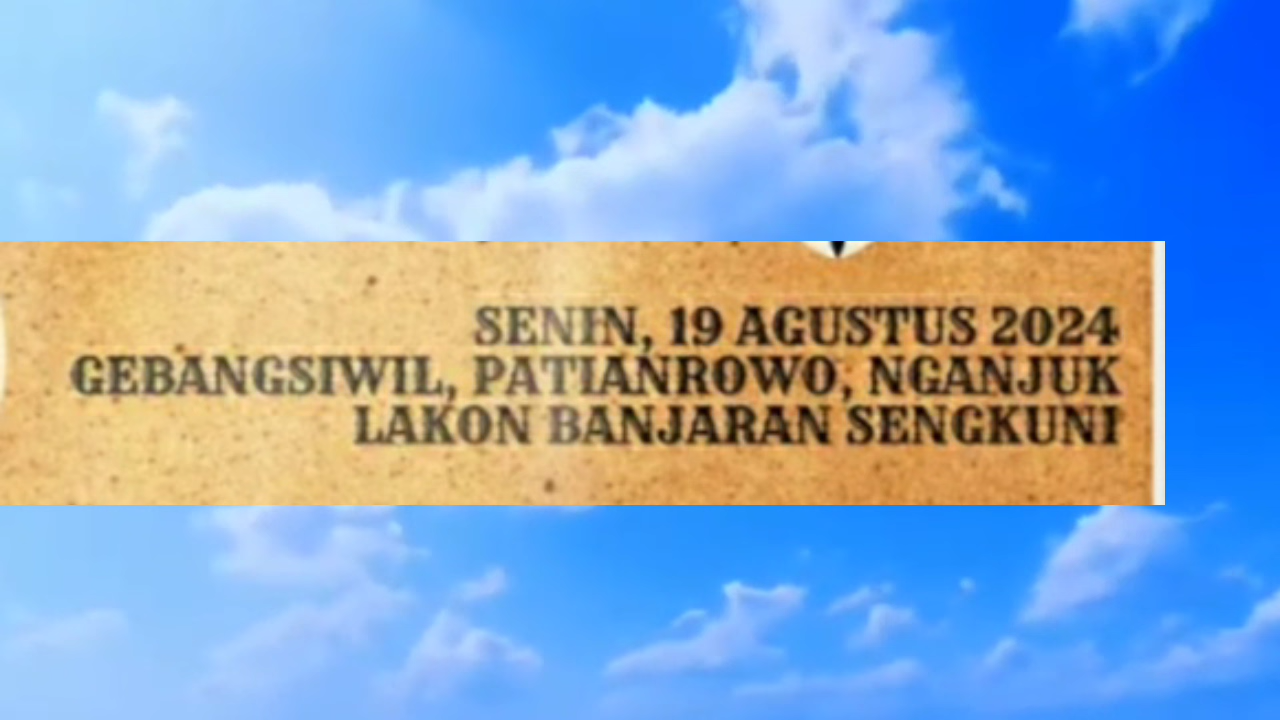 SENIN, 19 AGUSTUS 2024
GEBANGSIWIL, PATIANROWO, NGANJUK
LAKON BANJARAN SENGKUNI